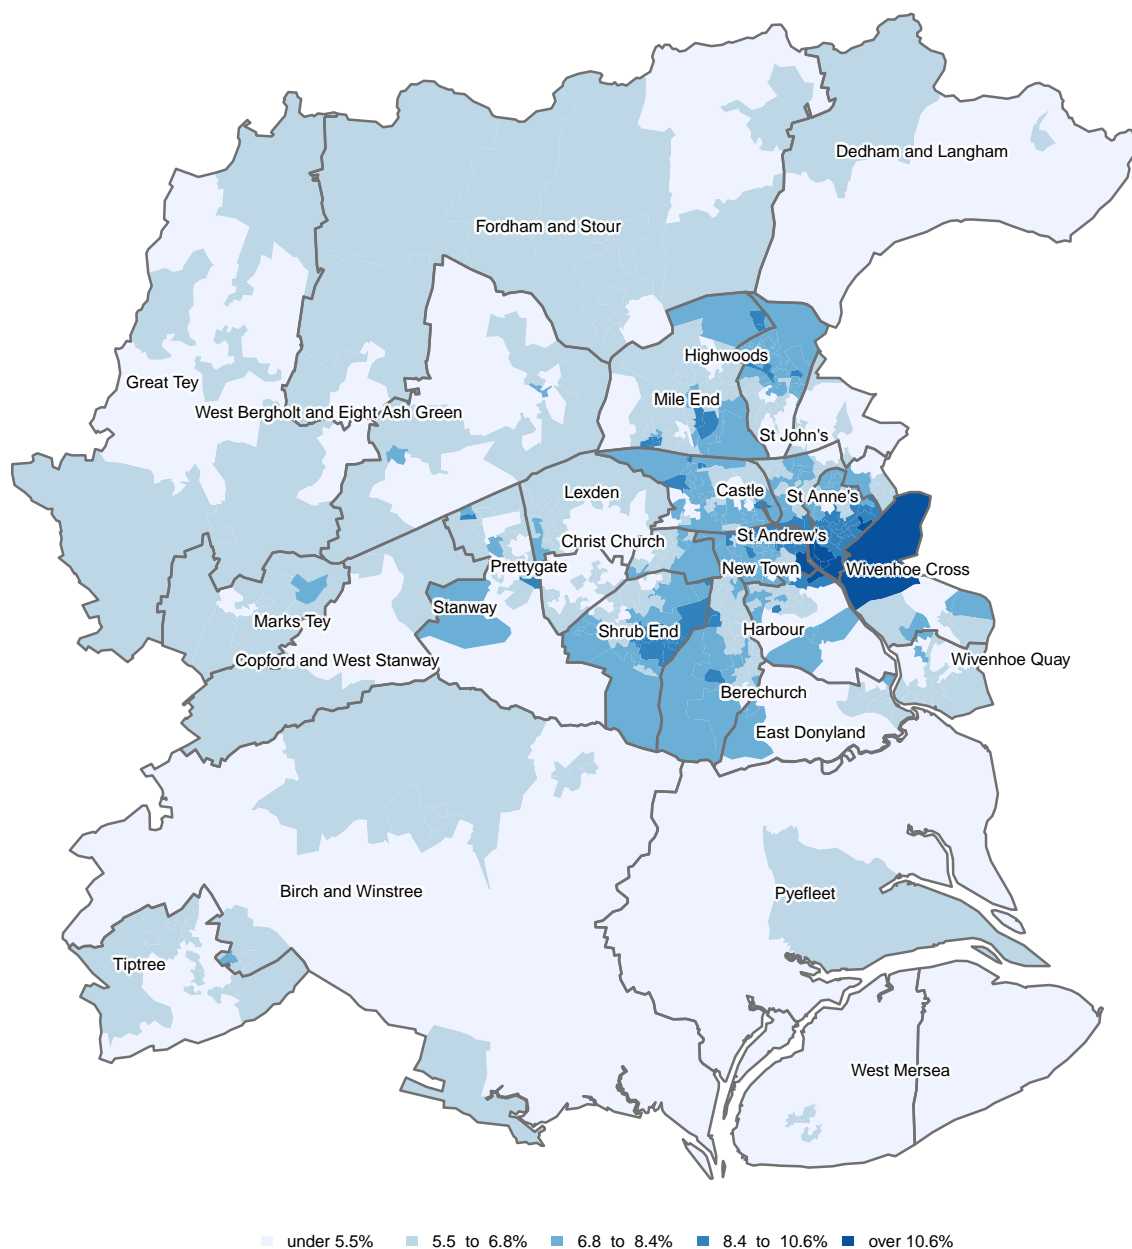 Dedham and Langham
Fordham and Stour
Highwoods
Great Tey
Mile End
West Bergholt and Eight Ash Green
St John's
Lexden
Castle
St Anne's
St Andrew's
Christ Church
Prettygate
New Town
Wivenhoe Cross
Stanway
Marks Tey
Shrub End
Harbour
Copford and West Stanway
Wivenhoe Quay
Berechurch
East Donyland
Birch and Winstree
Pyefleet
Tiptree
West Mersea
under 5.5% 5.5 to 6.8% 6.8 to 8.4% 8.4 to 10.6% over 10.6%